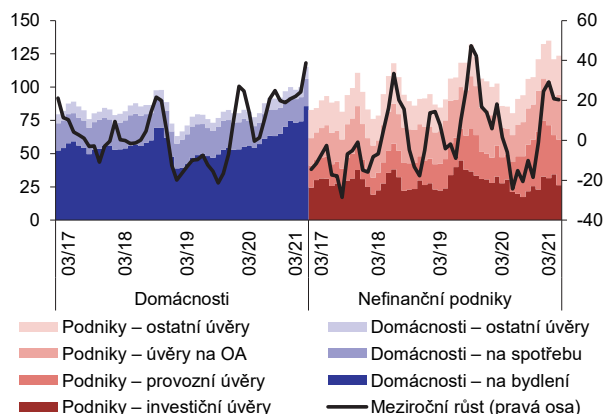 150
125
100
75
50
25
0
60
40
20
0
-20
-40
03/17
03/18
03/19
03/20
03/21
03/17
03/18
03/19
03/20
03/21
Domácnosti
Nefinanční podniky
Podniky – ostatní úvěry
Domácnosti – ostatní úvěry
Podniky – úvěry na OA
Domácnosti – na spotřebu
Podniky – provozní úvěry
Domácnosti – na bydlení
Podniky – investiční úvěry
Meziroční růst (pravá osa)